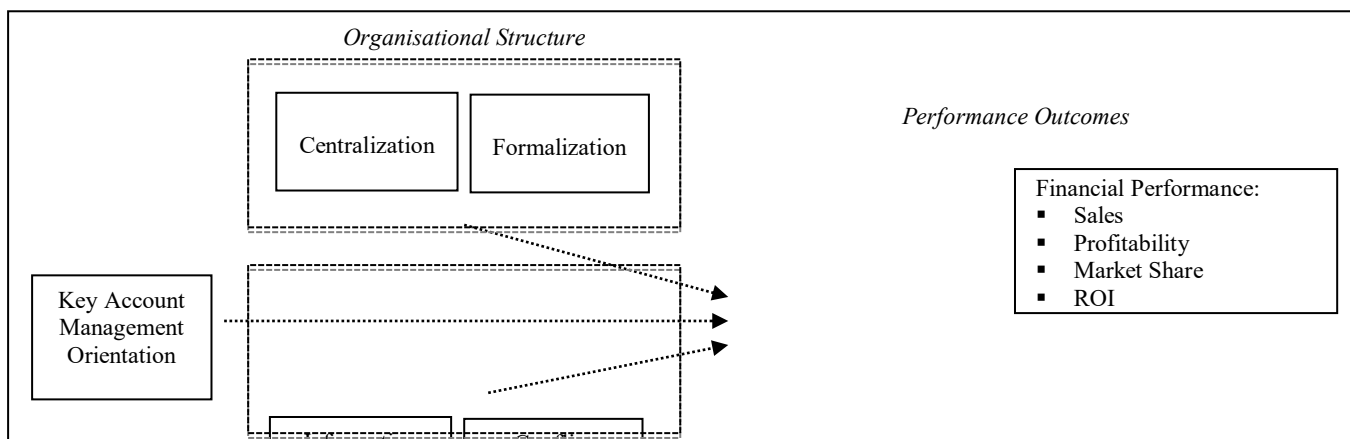 Organisational Structure
Performance Outcomes
Centralization
Formalization
Financial Performance:
▪ Sales
▪ Profitability
▪ Market Share
▪ ROI
Key Account
Management
Orientation